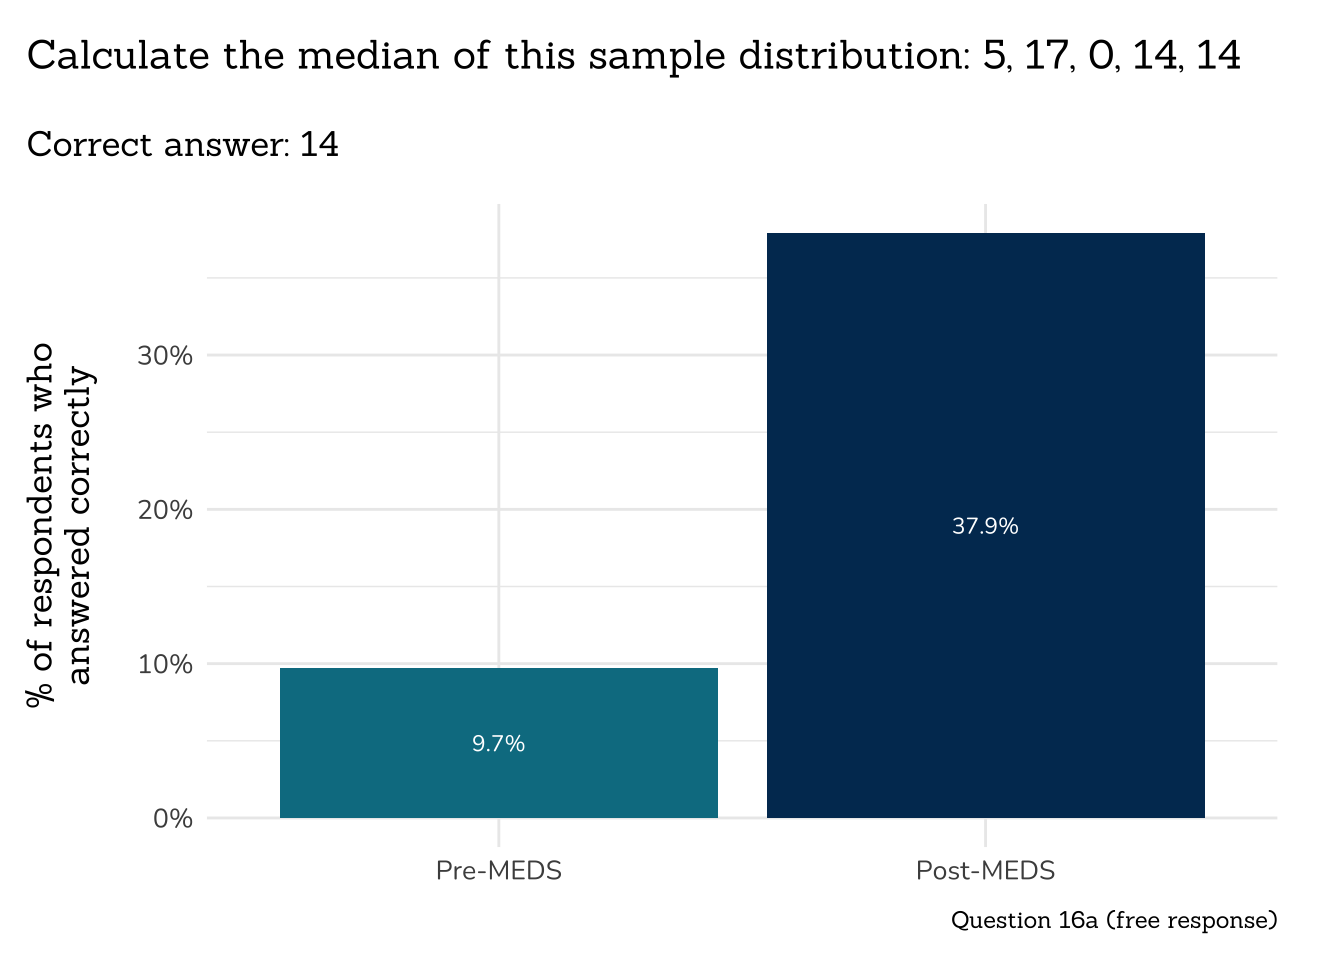 Calculate the median of this sample distribution: 5, 17, 0, 14, 14
Correct answer: 14
% of respondents who
answered correctly
30%
20%
10%
0%
37.9%
9.7%
Pre-MEDS
Post-MEDS
Question 16a (free response)